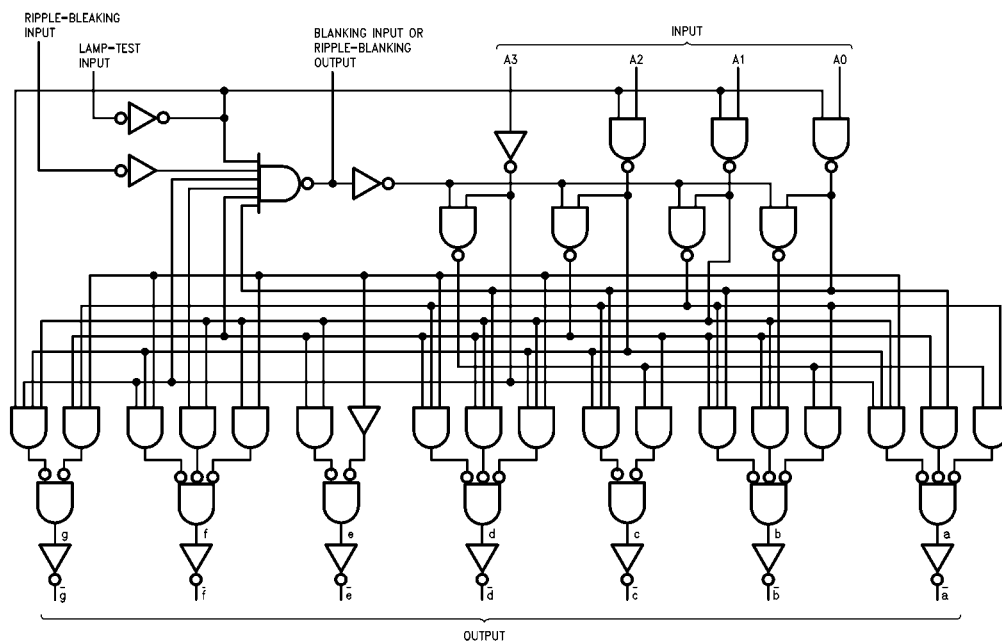 RIPPLE-BLEAKING
INPUT
LAMP-TEST
INPUT
BLANKING INPUT OR
RIPPLE-BLANKING
OUTPUT
INPUT
A3
A2
A1
A0
g
f
e
d
c
b
a
g̅
f̅
e̅
d̅
c̅
b̅
a̅
OUTPUT